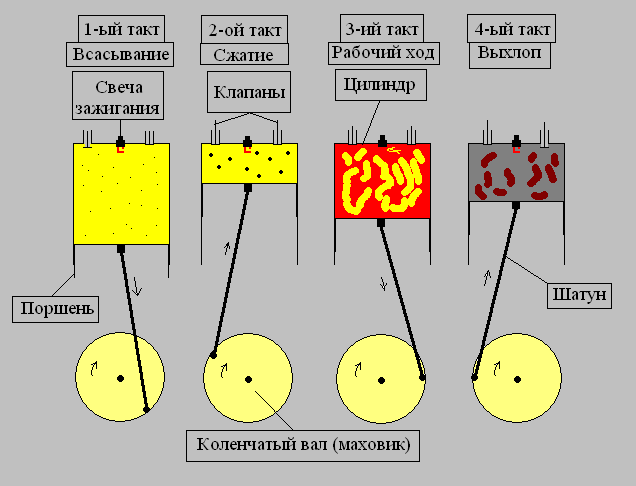 1-ый такт
Всасывание
2-ой такт
Сжатие
3-ий такт
Рабочий ход
4-ый такт
Выхлоп
Свеча
зажигания
Клапаны
Цилиндр
Поршень
Шатун
Коленчатый вал (маховик)